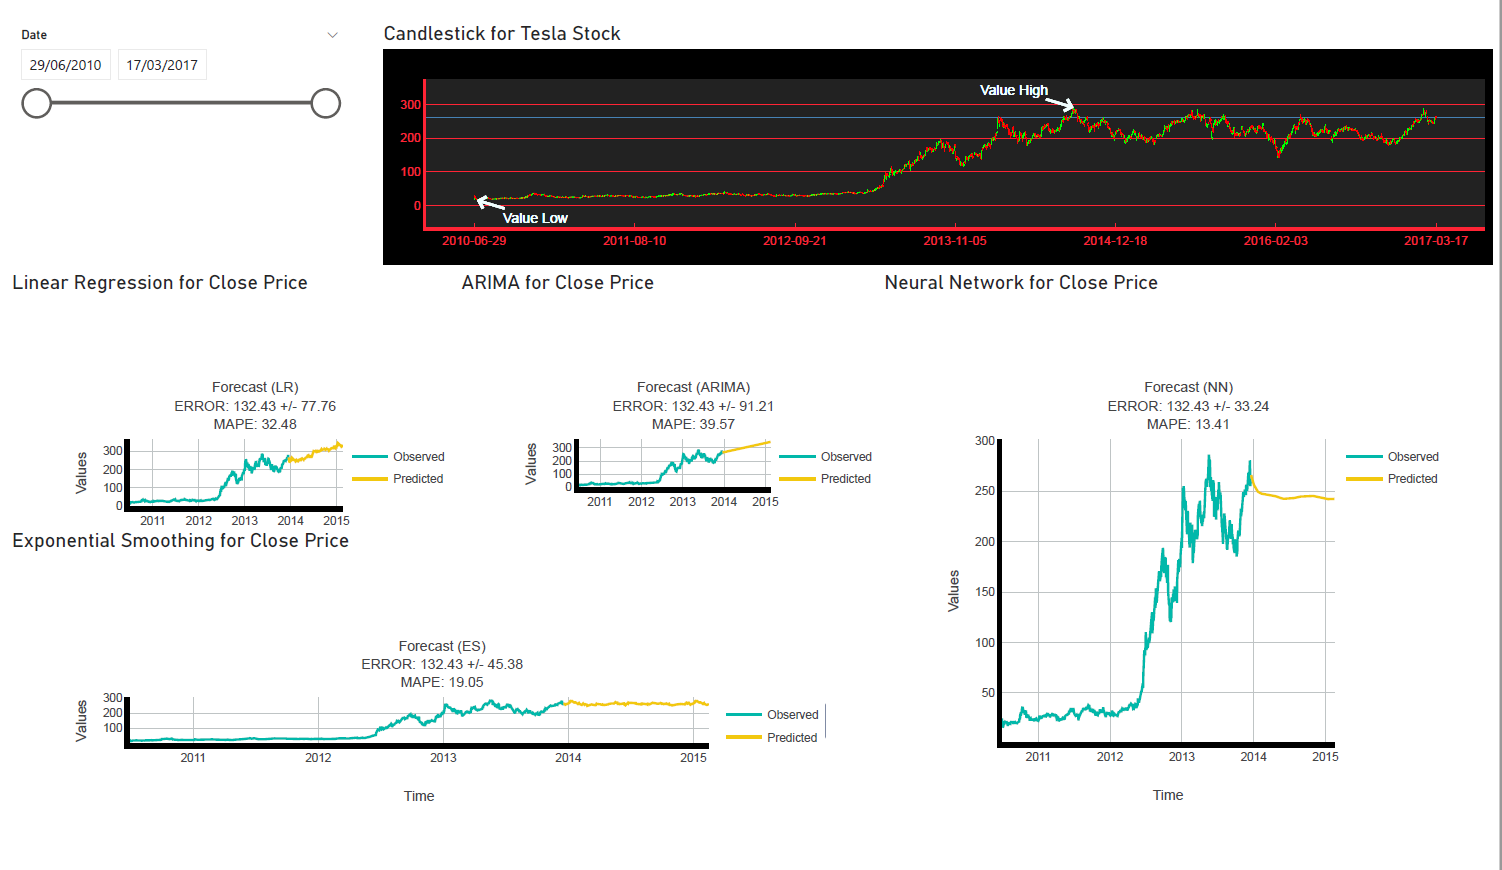 Date
29/06/2010 17/03/2017
Candlestick for Tesla Stock
300
200
100
0
Value High
Value Low
2010-06-29 2011-08-10 2012-09-21 2013-11-05 2014-12-18 2016-02-03 2017-03-17
Linear Regression for Close Price
Forecast (LR)
ERROR: 132.43 +/- 77.76
MAPE: 32.48
Values
300
200
100
0
2011 2012 2013 2014 2015
Observed
Predicted
ARIMA for Close Price
Forecast (ARIMA)
ERROR: 132.43 +/- 91.21
MAPE: 39.57
Values
300
200
100
0
2011 2012 2013 2014 2015
Observed
Predicted
Neural Network for Close Price
Forecast (NN)
ERROR: 132.43 +/- 33.24
MAPE: 13.41
Values
300
250
200
150
100
50
2011 2012 2013 2014 2015
Time
Observed
Predicted
Exponential Smoothing for Close Price
Forecast (ES)
ERROR: 132.43 +/- 45.38
MAPE: 19.05
Values
300
200
100
2011 2012 2013 2014 2015
Time
Observed
Predicted